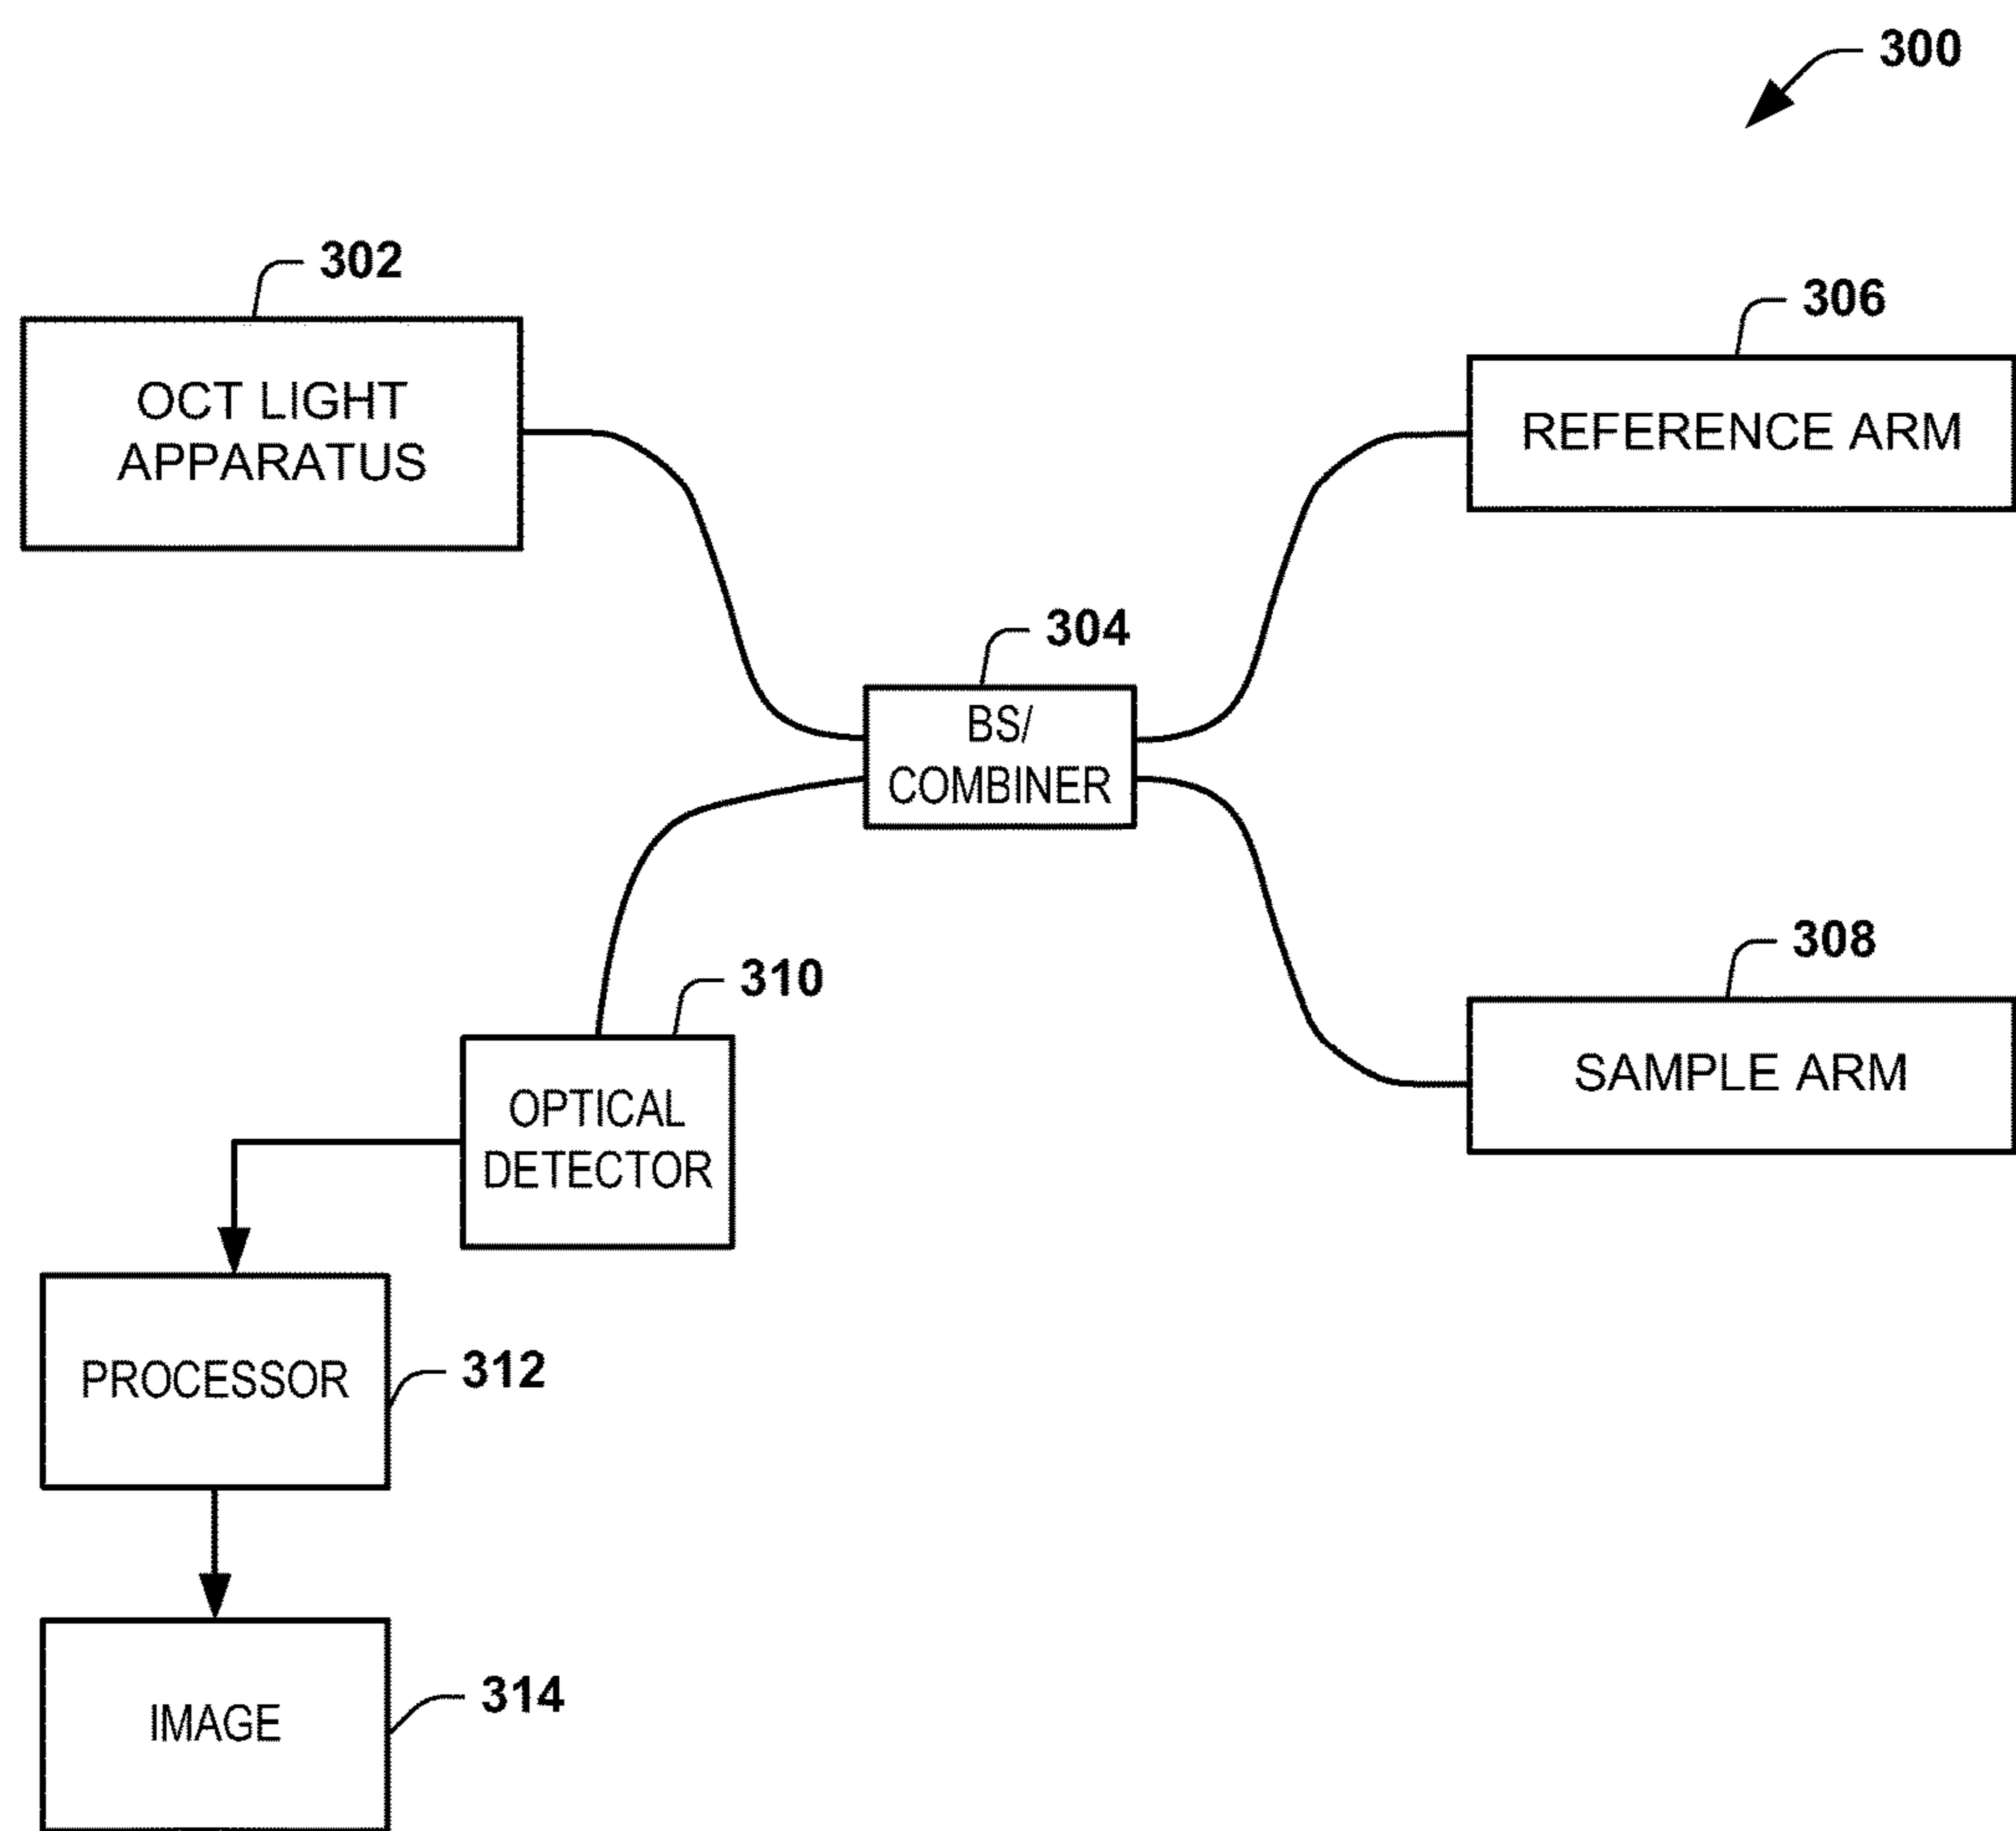 300
302
OCT LIGHT
APPARATUS
306
REFERENCE ARM
304
BS/
COMBINER
308
SAMPLE ARM
310
OPTICAL
DETECTOR
312
PROCESSOR
314
IMAGE